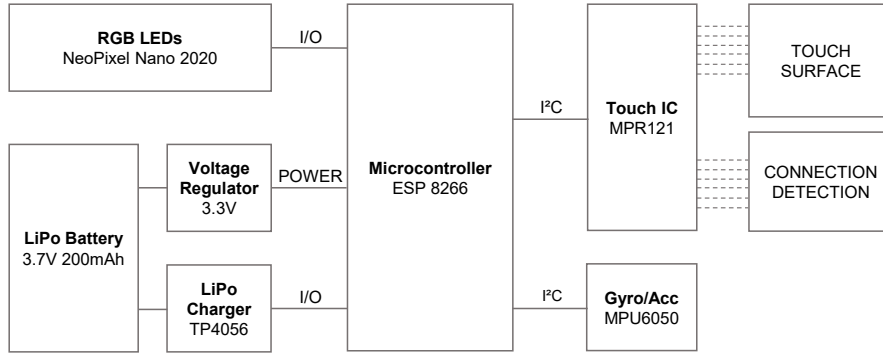 RGB LEDs
NeoPixel Nano 2020
I/O
LiPo Battery
3.7V 200mAh
Voltage
Regulator
3.3V
POWER
LiPo
Charger
TP4056
I/O
Microcontroller
ESP 8266
I²C
Touch IC
MPR121
TOUCH
SURFACE
CONNECTION
DETECTION
I²C
Gyro/Acc
MPU6050